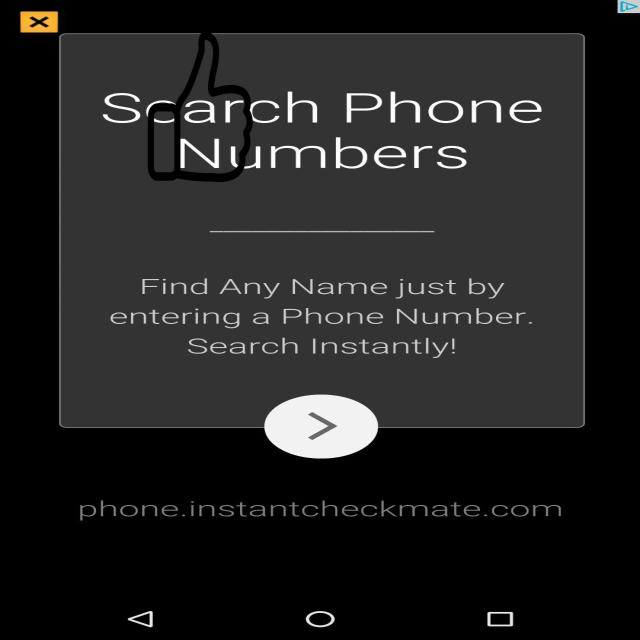 Search Phone
Numbers
Find Any Name just by
entering a Phone Number.
Search Instantly!
phone.instantcheckmate.com